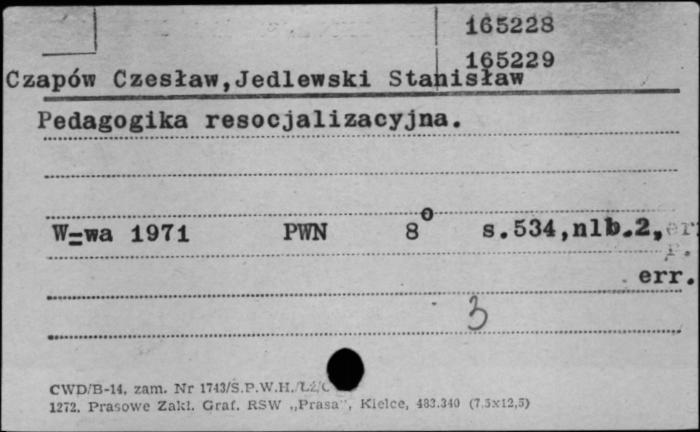 165228
165229
Czapów Czesław,Jedlewski Stanisław
Pedagogika resocjalizacyjna.
W=wa 1971 PWN 8° s.534,nlb.2,
err.
3
CWD/B-14, zam. Nr 1743/S.P.W.H./Lż/
1272. Prasowe Zakł. Graf. RSW „Prasa", Kielce, 483.340 (7,5x12,5)